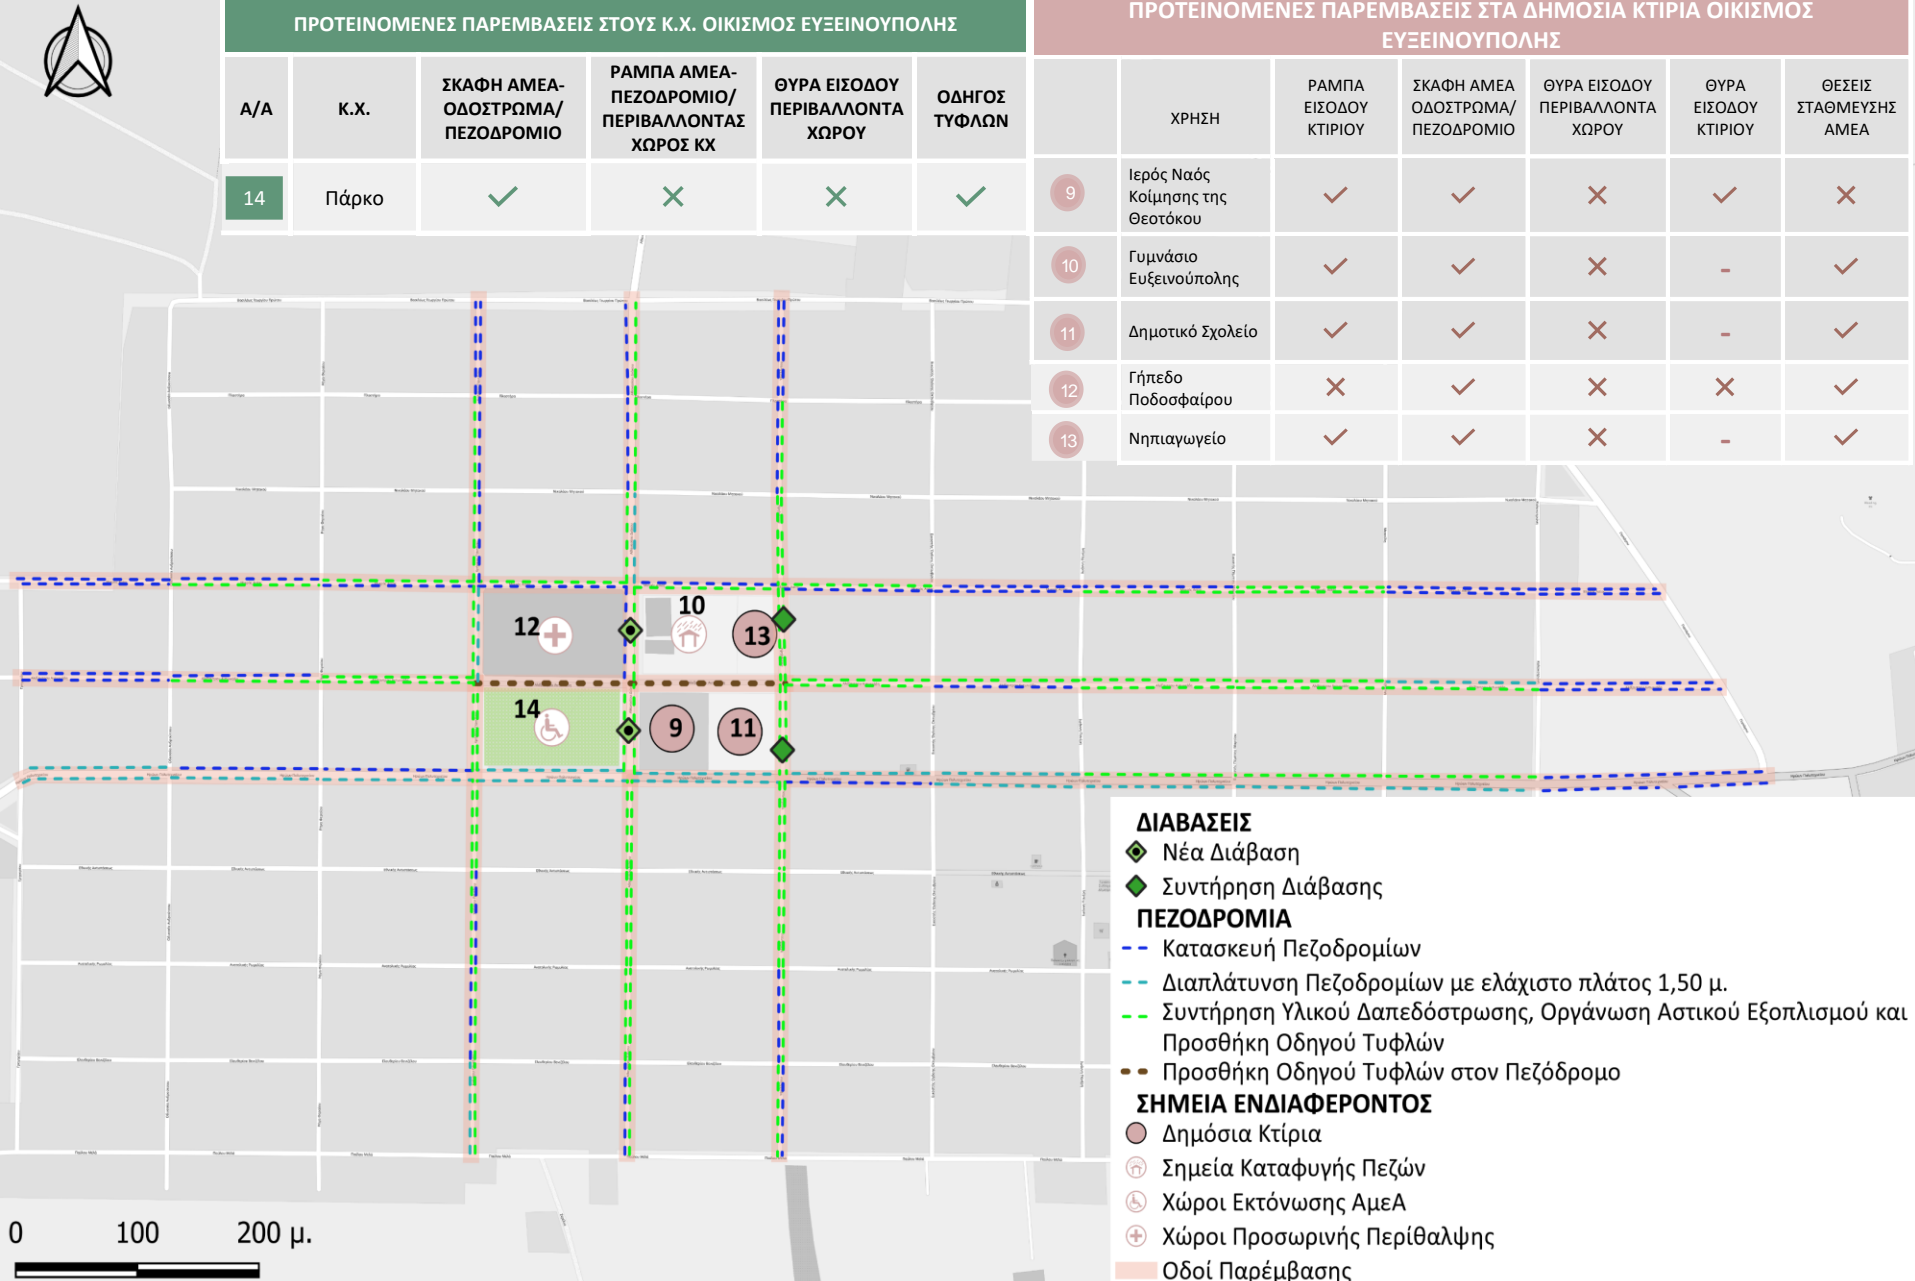 ΠΡΟΤΕΙΝΟΜΕΝΕΣ ΠΑΡΕΜΒΑΣΕΙΣ ΣΤΟΥΣ Κ.Χ. ΟΙΚΙΣΜΟΣ ΕΥΞΕΙΝΟΥΠΟΛΗΣ
Α/Α
Κ.Χ.
ΣΚΑΦΗ ΑΜΕΑ-
ΟΔΟΣΤΡΩΜΑ/
ΠΕΖΟΔΡΟΜΙΟ
ΡΑΜΠΑ ΑΜΕΑ-
ΠΕΖΟΔΡΟΜΙΟ/
ΠΕΡΙΒΑΛΛΟΝΤΑΣ
ΧΩΡΟΣ ΚΧ
ΘΥΡΑ ΕΙΣΟΔΟΥ
ΠΕΡΙΒΑΛΛΟΝΤΑ
ΧΩΡΟΥ
ΟΔΗΓΟΣ
ΤΥΦΛΩΝ
14 Πάρκο ✓ ✕ ✕ ✓
ΠΡΟΤΕΙΝΟΜΕΝΕΣ ΠΑΡΕΜΒΑΣΕΙΣ ΣΤΑ ΔΗΜΟΣΙΑ ΚΤΙΡΙΑ ΟΙΚΙΣΜΟΣ
ΕΥΞΕΙΝΟΥΠΟΛΗΣ
ΧΡΗΣΗ
ΡΑΜΠΑ
ΕΙΣΟΔΟΥ
ΚΤΙΡΙΟΥ
ΣΚΑΦΗ ΑΜΕΑ
ΟΔΟΣΤΡΩΜΑ/
ΠΕΖΟΔΡΟΜΙΟ
ΘΥΡΑ ΕΙΣΟΔΟΥ
ΠΕΡΙΒΑΛΛΟΝΤΑ
ΧΩΡΟΥ
ΘΥΡΑ
ΕΙΣΟΔΟΥ
ΚΤΙΡΙΟΥ
ΘΕΣΕΙΣ
ΣΤΑΘΜΕΥΣΗΣ
ΑΜΕΑ
9
Ιερός Ναός
Κοίμησης της
Θεοτόκου
✓ ✓ ✕ ✓ ✕
10
Γυμνάσιο
Ευξεινούπολης
✓ ✓ ✕ - ✓
11 Δημοτικό Σχολείο ✓ ✓ ✕ - ✓
12
Γήπεδο
Ποδοσφαίρου
✕ ✓ ✕ ✕ ✓
13 Νηπιαγωγείο ✓ ✓ ✕ - ✓
12
10
13
14
9
11
ΔΙΑΒΑΣΕΙΣ
Νέα Διάβαση
Συντήρηση Διάβασης
ΠΕΖΟΔΡΟΜΙΑ
Κατασκευή Πεζοδρομίων
Διαπλάτυνση Πεζοδρομίων με ελάχιστο πλάτος 1,50 μ.
Συντήρηση Υλικού Δαπεδόστρωσης, Οργάνωση Αστικού Εξοπλισμού και
Προσθήκη Οδηγού Τυφλών
Προσθήκη Οδηγού Τυφλών στον Πεζόδρομο
ΣΗΜΕΙΑ ΕΝΔΙΑΦΕΡΟΝΤΟΣ
Δημόσια Κτίρια
Σημεία Καταφυγής Πεζών
Χώροι Εκτόνωσης ΑμεΑ
Χώροι Προσωρινής Περίθαλψης
Οδοί Παρέμβασης
0 100 200 μ.